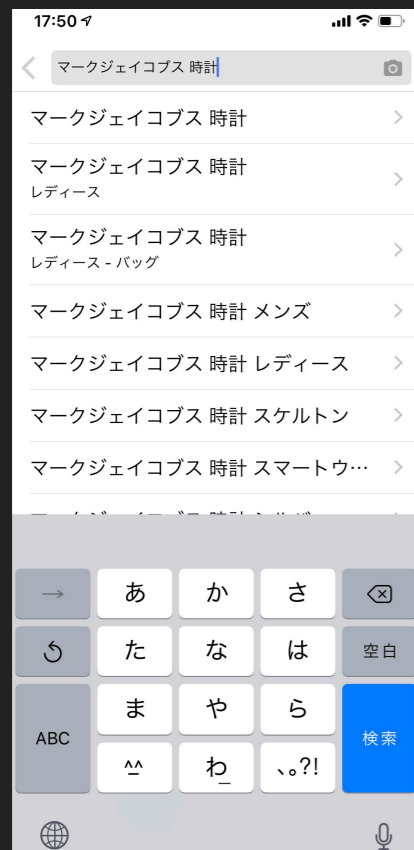 17:50
マークジェイコブス 時計
マークジェイコブス 時計
マークジェイコブス 時計
レディース
マークジェイコブス 時計
レディース - バッグ
マークジェイコブス 時計 メンズ
マークジェイコブス 時計 レディース
マークジェイコブス 時計 スケルトン
マークジェイコブス 時計 スマートウ…
→ あ か さ
た な は 空白
ABC ま や ら 検索
^^ わ_ 、。?!